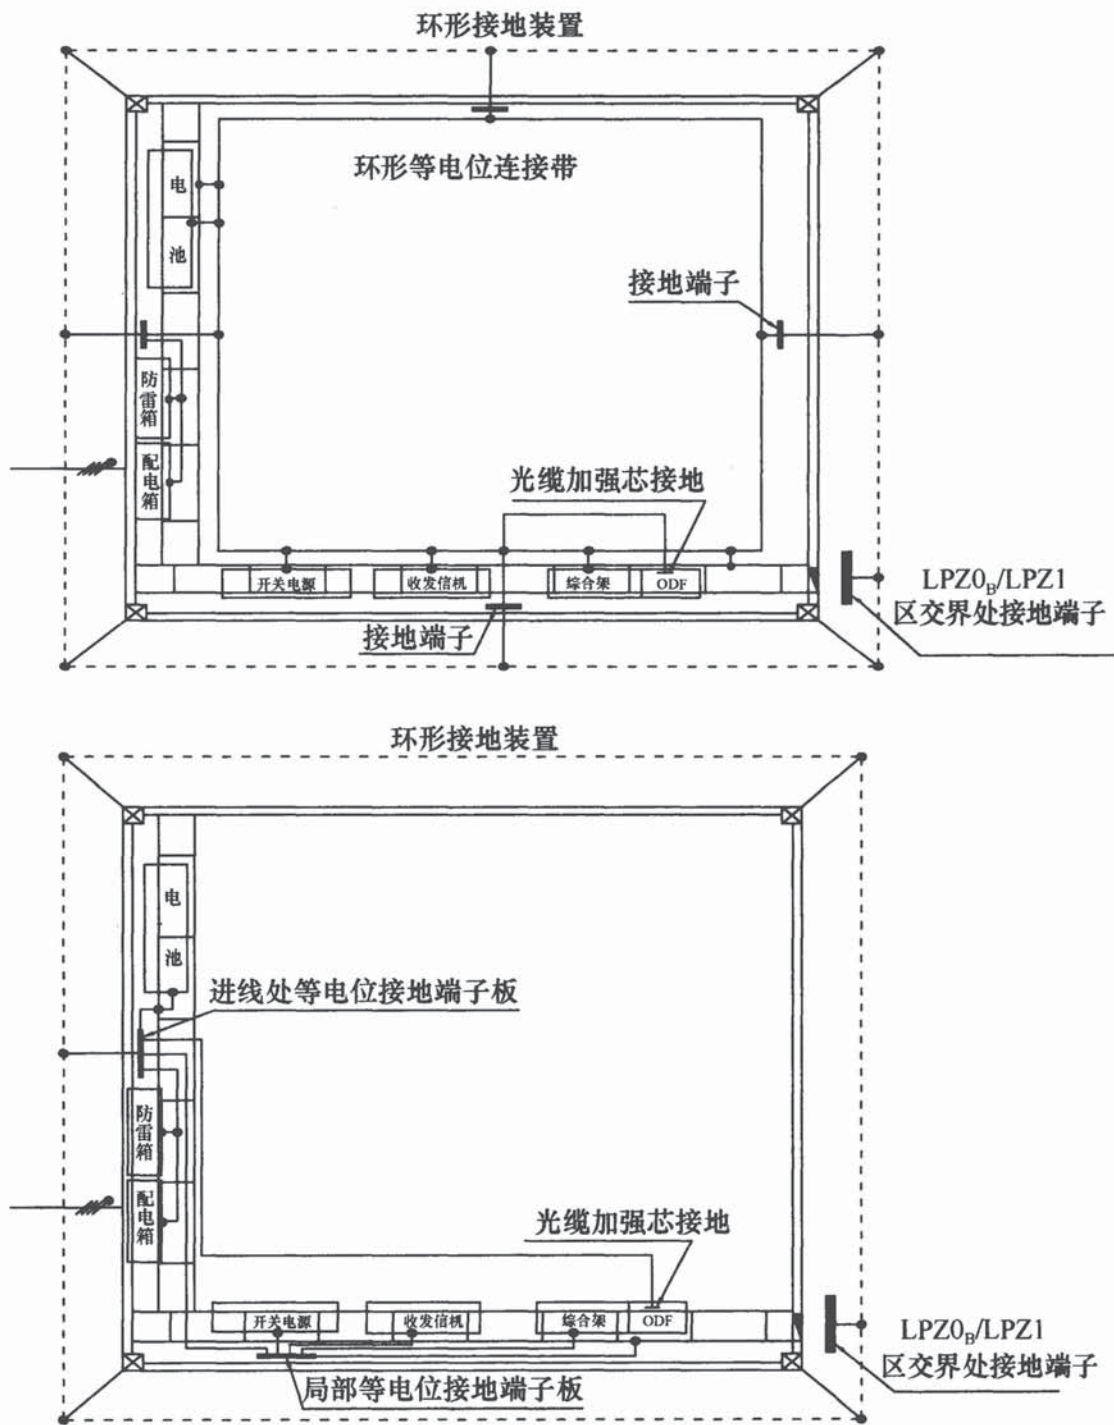 环形接地装置
环形等电位连接带
电
池
接地端子
防雷箱
配电箱
光缆加强芯接地
开关电源
收发信机
综合架
ODF
LPZ0B/LPZ1
区交界处接地端子
接地端子
环形接地装置
电
池
进线处等电位接地端子板
防雷箱
配电箱
光缆加强芯接地
开关电源
收发信机
综合架
ODF
LPZ0B/LPZ1
区交界处接地端子
局部等电位接地端子板